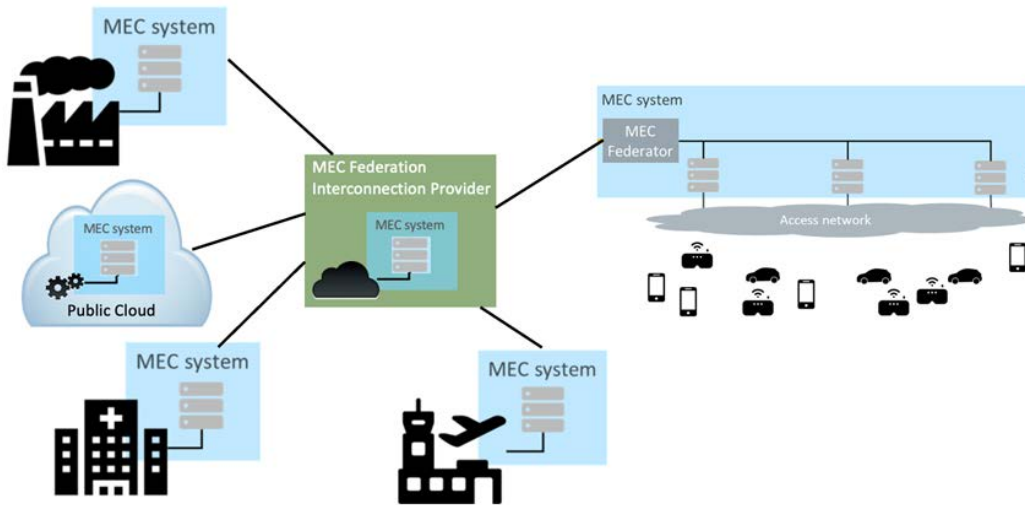 MEC system
MEC system
MEC
Federator
MEC Federation
Interconnection Provider
MEC system
MEC system
Access network
Public Cloud
MEC system
MEC system